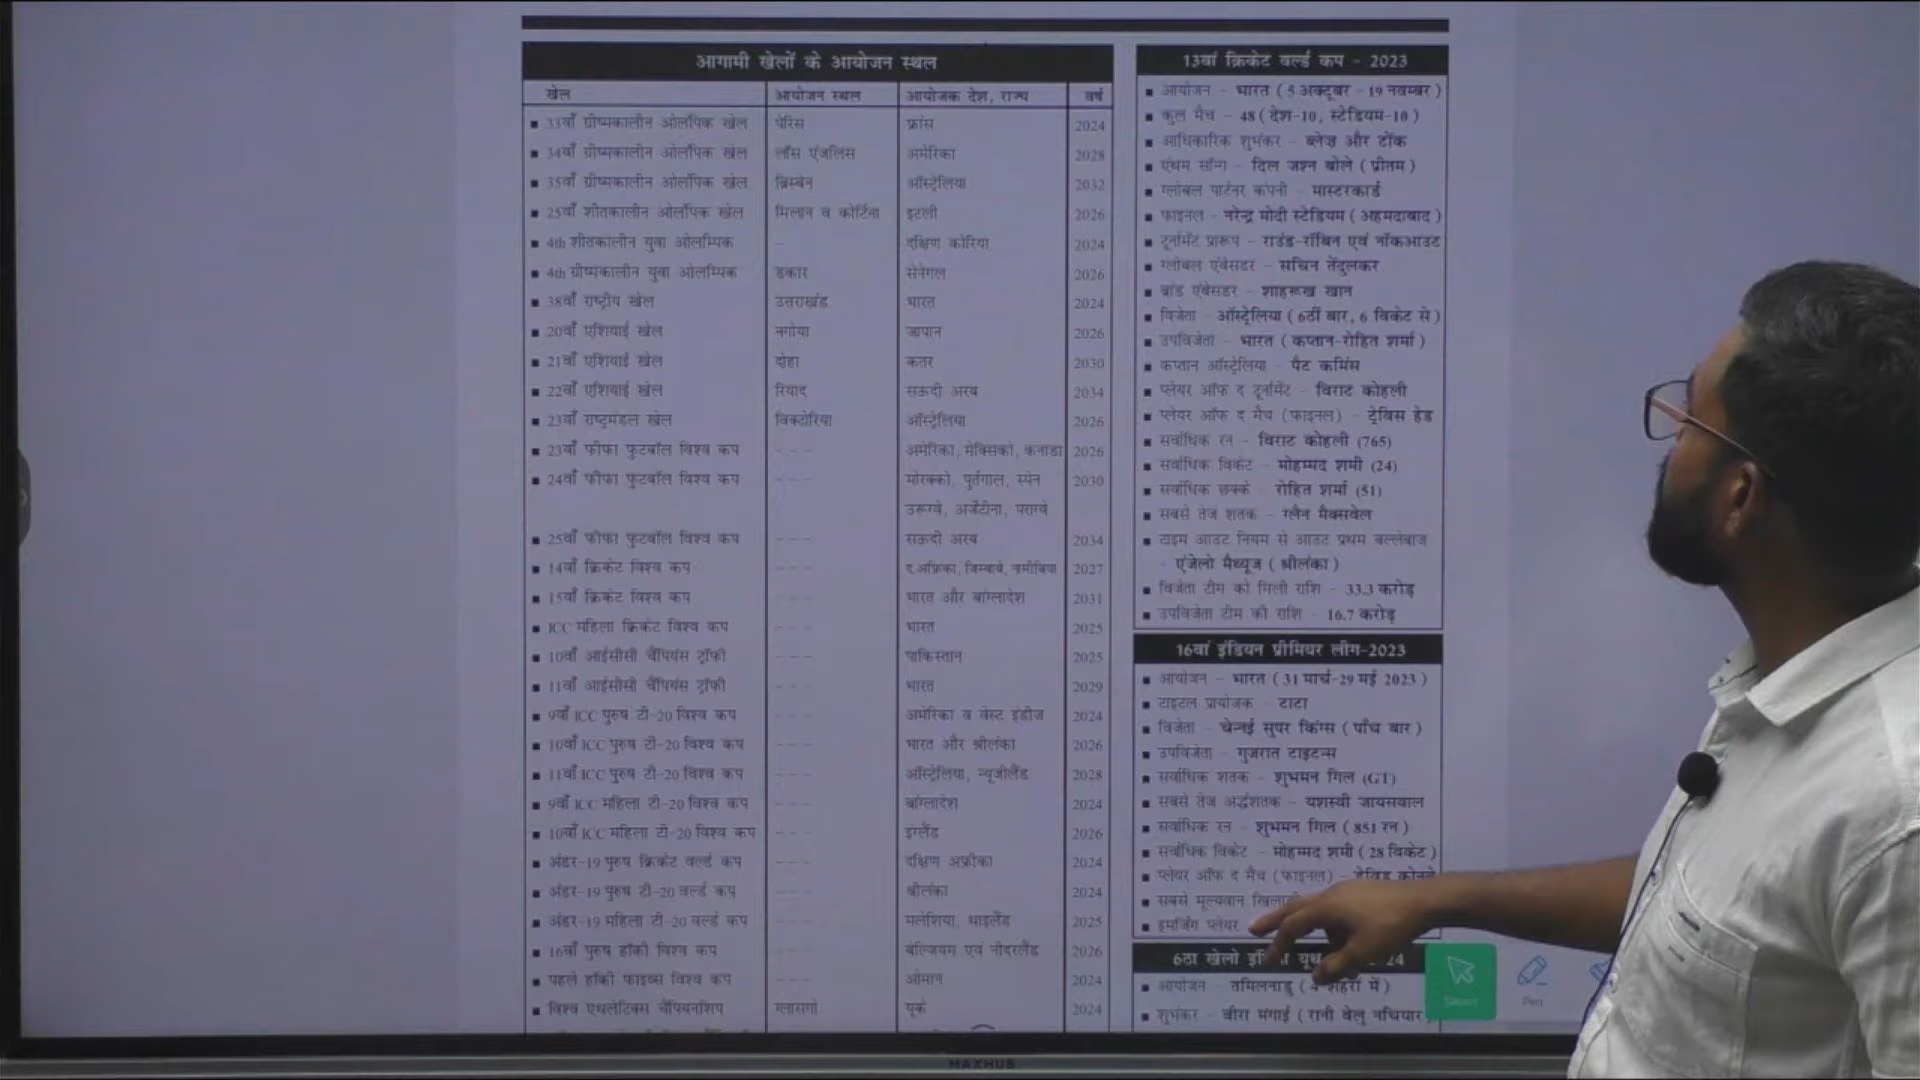 आगामी खेलों के आयोजन स्थल
खेल आयोजन स्थल आयोजक देश, राज्य वर्ष
■ 33वाँ ग्रीष्मकालीन ओलंपिक खेल पेरिस फ्रांस 2024
■ 34वाँ ग्रीष्मकालीन ओलंपिक खेल लॉस एंजलिस अमेरिका 2028
■ 35वाँ ग्रीष्मकालीन ओलंपिक खेल ब्रिस्बेन ऑस्ट्रेलिया 2032
■ 25वाँ शीतकालीन ओलंपिक खेल मिलान व कोर्टिना इटली 2026
■ 4th शीतकालीन युवा ओलम्पिक - दक्षिण कोरिया 2024
■ 4th ग्रीष्मकालीन युवा ओलम्पिक डकार सेनेगल 2026
■ 38वाँ राष्ट्रीय खेल उत्तराखंड भारत 2024
■ 20वाँ एशियाई खेल नगोया जापान 2026
■ 21वाँ एशियाई खेल दोहा कतर 2030
■ 22वाँ एशियाई खेल रियाद सऊदी अरब 2034
■ 23वाँ राष्ट्रमंडल खेल विक्टोरिया ऑस्ट्रेलिया 2026
■ 23वाँ फीफा फुटबॉल विश्व कप - - - अमेरिका, मेक्सिको, कनाडा 2026
■ 24वाँ फीफा फुटबॉल विश्व कप - - - मोरक्को, पुर्तगाल, स्पेन 2030
उरूग्वे, अर्जेंटीना, पराग्वे
■ 25वाँ फीफा फुटबॉल विश्व कप - - - सऊदी अरब 2034
■ 14वाँ क्रिकेट विश्व कप - - - द.अफ्रिका, जिम्बाबे, नामीबिया 2027
■ 15वाँ क्रिकेट विश्व कप - - - भारत और बांग्लादेश 2031
■ ICC महिला क्रिकेट विश्व कप - - - भारत 2025
■ 10वाँ आईसीसी चैंपियंस ट्रॉफी - - - पाकिस्तान 2025
■ 11वाँ आईसीसी चैंपियंस ट्रॉफी - - - भारत 2029
■ 9वाँ ICC पुरुष टी-20 विश्व कप - - - अमेरिका व वेस्ट इंडीज 2024
■ 10वाँ ICC पुरुष टी-20 विश्व कप - - - भारत और श्रीलंका 2026
■ 11वाँ ICC पुरुष टी-20 विश्व कप - - - ऑस्ट्रेलिया, न्यूजीलैंड 2028
■ 9वाँ ICC महिला टी-20 विश्व कप - - - बांग्लादेश 2024
■ 10वाँ ICC महिला टी-20 विश्व कप - - - इंग्लैंड 2026
■ अंडर-19 पुरुष क्रिकेट वर्ल्ड कप - - - दक्षिण अफ्रीका 2024
■ अंडर-19 पुरुष टी-20 वर्ल्ड कप - - - श्रीलंका 2024
■ अंडर-19 महिला टी-20 वर्ल्ड कप - - - मलेशिया, थाइलैंड 2025
■ 16वाँ पुरुष हॉकी विश्व कप - - - बेल्जियम एवं नीदरलैंड 2026
■ पहले हॉकी फाइव्स विश्व कप - - - ओमान 2024
■ विश्व एथलेटिक्स चैंपियनशिप ग्लासगो यूके 2024
13वां क्रिकेट वर्ल्ड कप - 2023
■ आयोजन - भारत (5 अक्टूबर - 19 नवम्बर)
■ कुल मैच - 48 (देश-10, स्टेडियम-10)
■ आधिकारिक शुभंकर - ब्लेज़ और टोंक
■ एंथम सॉन्ग - दिल जश्न बोले (प्रीतम)
■ ग्लोबल पार्टनर कंपनी - मास्टरकार्ड
■ फाइनल - नरेन्द्र मोदी स्टेडियम (अहमदाबाद)
■ टूर्नामेंट प्रारूप - राउंड-रॉबिन एवं नॉकआउट
■ ग्लोबल एंबेसडर - सचिन तेंदुलकर
■ ब्रांड एंबेसडर - शाहरूख खान
■ विजेता - ऑस्ट्रेलिया (6ठीं बार, 6 विकेट से)
■ उपविजेता - भारत (कप्तान-रोहित शर्मा)
■ कप्तान ऑस्ट्रेलिया - पैट कमिंस
■ प्लेयर ऑफ द टूर्नामेंट - विराट कोहली
■ प्लेयर ऑफ द मैच (फाइनल) - ट्रेविस हेड
■ सर्वाधिक रन - विराट कोहली (765)
■ सर्वाधिक विकेट - मोहम्मद शमी (24)
■ सर्वाधिक छक्के - रोहित शर्मा (51)
■ सबसे तेज शतक - ग्लैन मैक्सवेल
■ टाइम आउट नियम से आउट प्रथम बल्लेबाज
- एंजेलो मैथ्यूज (श्रीलंका)
■ विजेता टीम को मिली राशि - 33.3 करोड़
■ उपविजेता टीम की राशि - 16.7 करोड़
16वां इंडियन प्रीमियर लीग-2023
■ आयोजन - भारत (31 मार्च-29 मई 2023)
■ टाइटल प्रायोजक - टाटा
■ विजेता - चेन्नई सुपर किंग्स (पाँच बार)
■ उपविजेता - गुजरात टाइटन्स
■ सर्वाधिक शतक - शुभमन गिल (GT)
■ सबसे तेज अर्द्धशतक - यशस्वी जायसवाल
■ सर्वाधिक रन - शुभमन गिल (851 रन)
■ सर्वाधिक विकेट - मोहम्मद शमी (28 विकेट)
■ प्लेयर ऑफ द मैच (फाइनल) - डेविड कोनवे
■ सबसे मूल्यवान
■ इमर्जिंग प्लेयर
6ठा खेलो यूथ 24
■ आयोजन - तमिलनाडु (4 शहरों में)
■ शुभंकर - वीरा मंगाई (रानी वेलु नचियार
Select
Pen
MAXHUB